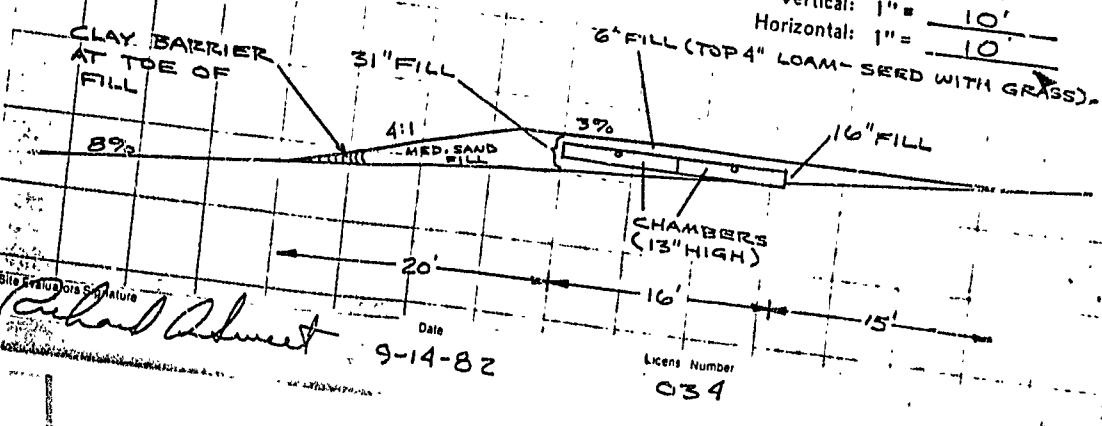 Vertical: 1" = 10'
Horizontal: 1" = 10'
CLAY BARRIER
AT TOE OF
FILL
31" FILL
6" FILL (TOP 4" LOAM - SEED WITH GRASS).
16" FILL
8%
4:1
3%
MED. SAND
FILL
CHAMBERS
(13" HIGH)
20'
16'
15'
Site Evaluators Signature
Date
9-14-82
Licens Number
034